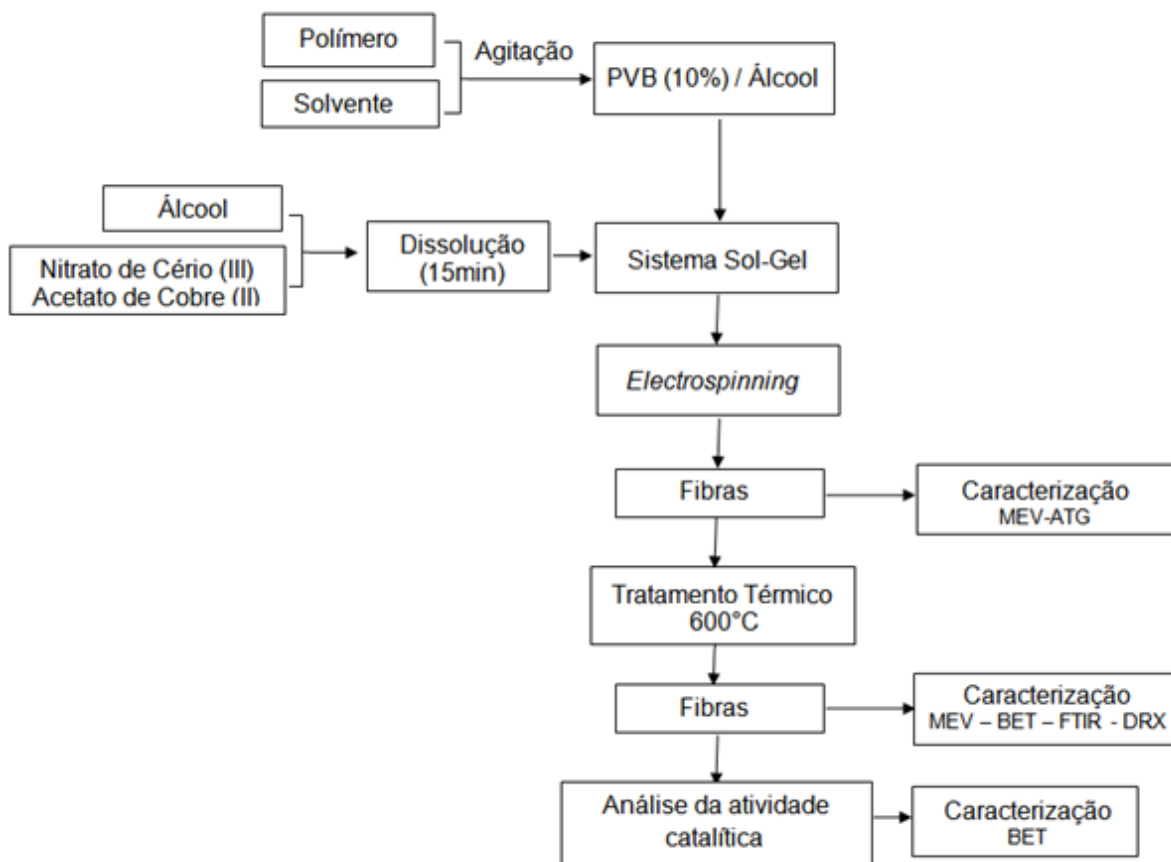 Polímero
Agitação
Solvente
PVB (10%) / Álcool
Álcool
Nitrato de Cério (III)
Acetato de Cobre (II)
Dissolução
(15min)
Sistema Sol-Gel
Electrospinning
Fibras
Caracterização
MEV-ATG
Tratamento Térmico
600°C
Fibras
Caracterização
MEV – BET – FTIR - DRX
Análise da atividade
catalítica
Caracterização
BET